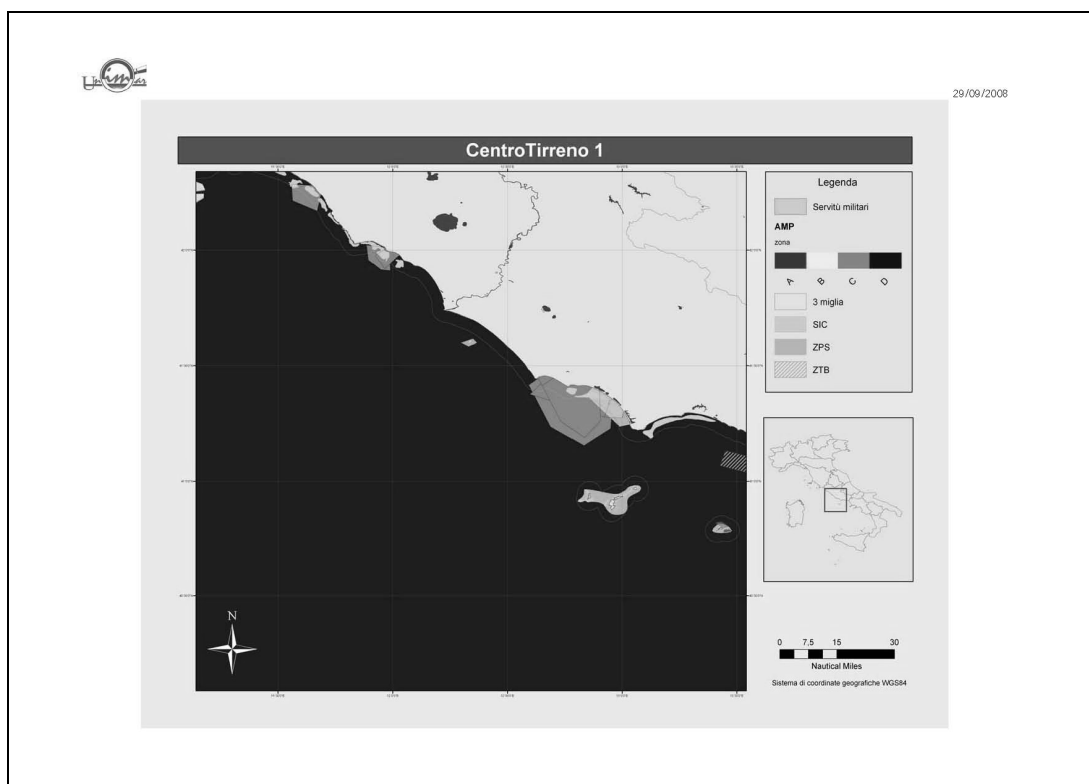 Unimar
29/09/2008
CentroTirreno 1
Legenda
Servitù militari
AMP
zona
A B C D
3 miglia
SIC
ZPS
ZTB
N
0 7,5 15 30
Nautical Miles
Sistema di coordinate geografiche WGS84